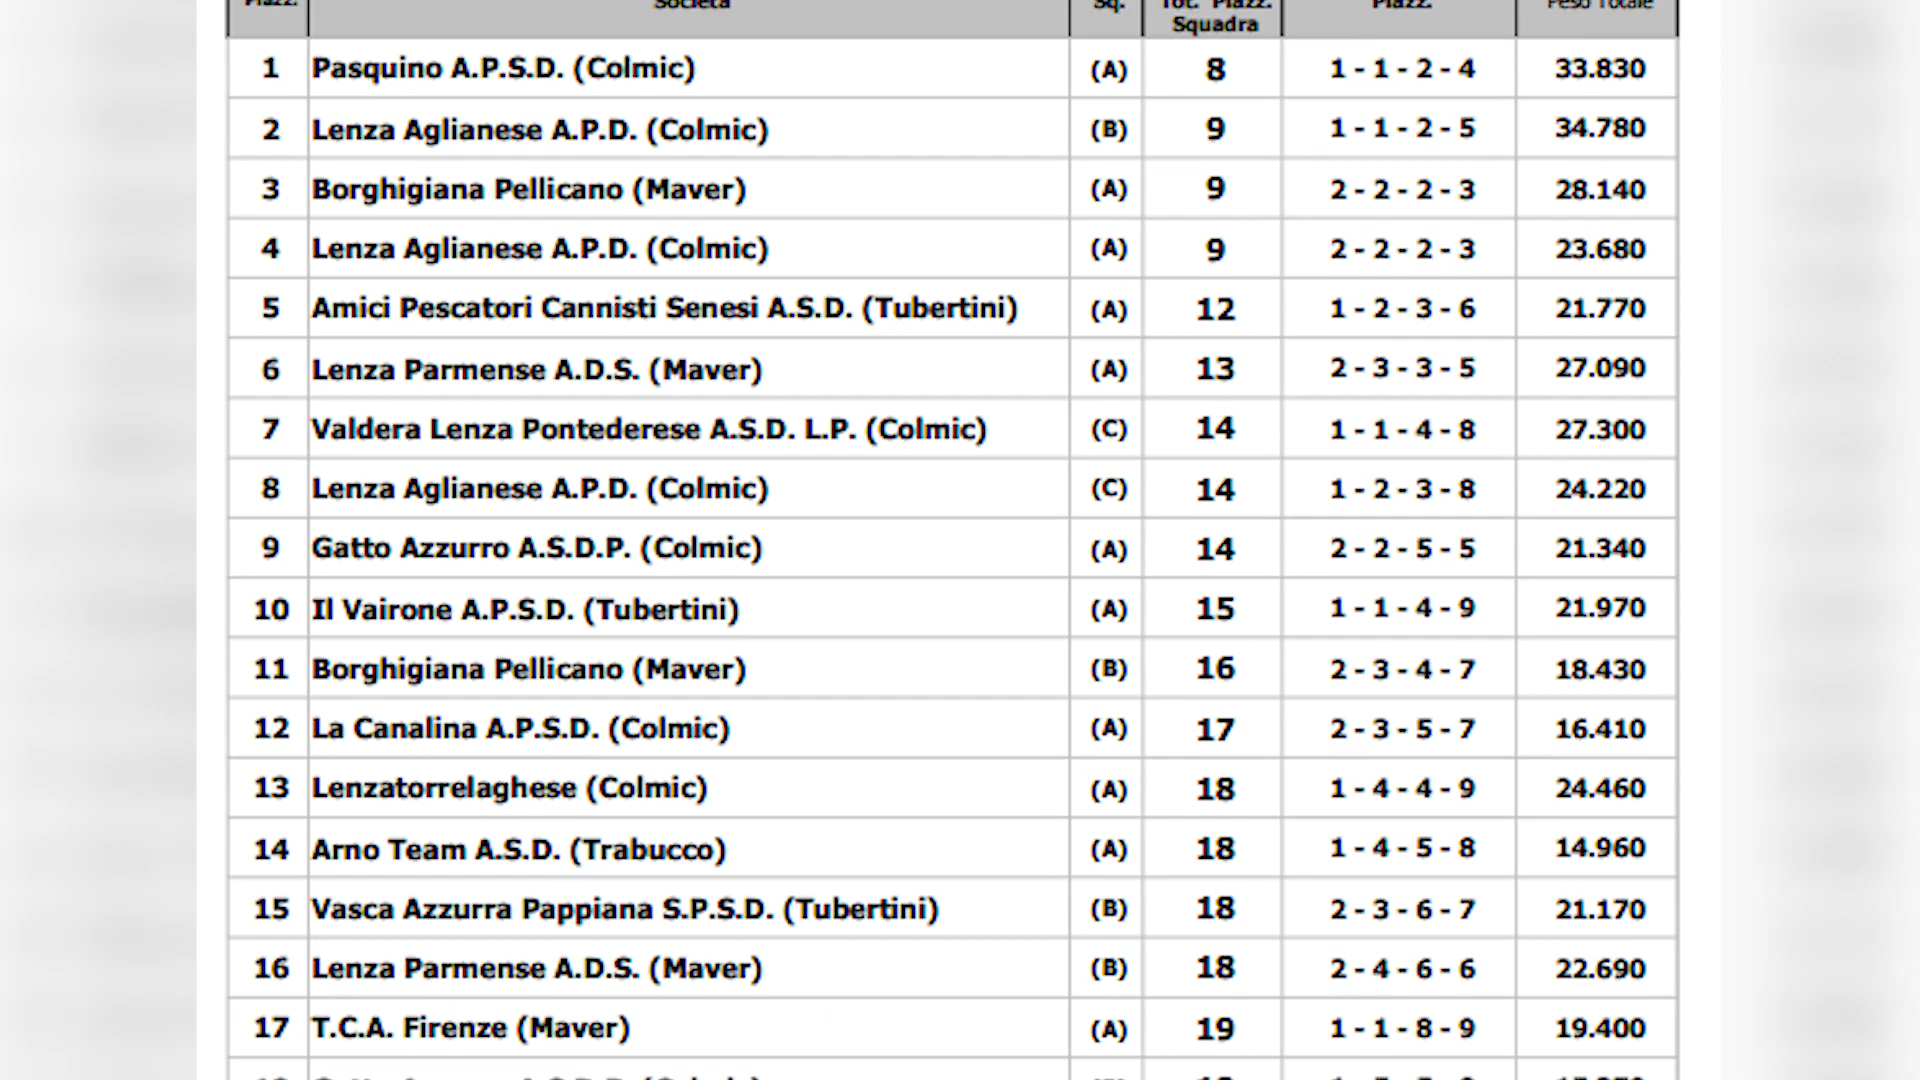 Piazz. Società Sq. Tot. Piazz. Squadra Piazz. Peso Totale
1 Pasquino A.P.S.D. (Colmic) (A) 8 1 - 1 - 2 - 4 33.830
2 Lenza Aglianese A.P.D. (Colmic) (B) 9 1 - 1 - 2 - 5 34.780
3 Borghigiana Pellicano (Maver) (A) 9 2 - 2 - 2 - 3 28.140
4 Lenza Aglianese A.P.D. (Colmic) (A) 9 2 - 2 - 2 - 3 23.680
5 Amici Pescatori Cannisti Senesi A.S.D. (Tubertini) (A) 12 1 - 2 - 3 - 6 21.770
6 Lenza Parmense A.D.S. (Maver) (A) 13 2 - 3 - 3 - 5 27.090
7 Valdera Lenza Pontederese A.S.D. L.P. (Colmic) (C) 14 1 - 1 - 4 - 8 27.300
8 Lenza Aglianese A.P.D. (Colmic) (C) 14 1 - 2 - 3 - 8 24.220
9 Gatto Azzurro A.S.D.P. (Colmic) (A) 14 2 - 2 - 5 - 5 21.340
10 Il Vairone A.P.S.D. (Tubertini) (A) 15 1 - 1 - 4 - 9 21.970
11 Borghigiana Pellicano (Maver) (B) 16 2 - 3 - 4 - 7 18.430
12 La Canalina A.P.S.D. (Colmic) (A) 17 2 - 3 - 5 - 7 16.410
13 Lenzatorrelaghese (Colmic) (A) 18 1 - 4 - 4 - 9 24.460
14 Arno Team A.S.D. (Trabucco) (A) 18 1 - 4 - 5 - 8 14.960
15 Vasca Azzurra Pappiana S.P.S.D. (Tubertini) (B) 18 2 - 3 - 6 - 7 21.170
16 Lenza Parmense A.D.S. (Maver) (B) 18 2 - 4 - 6 - 6 22.690
17 T.C.A. Firenze (Maver) (A) 19 1 - 1 - 8 - 9 19.400